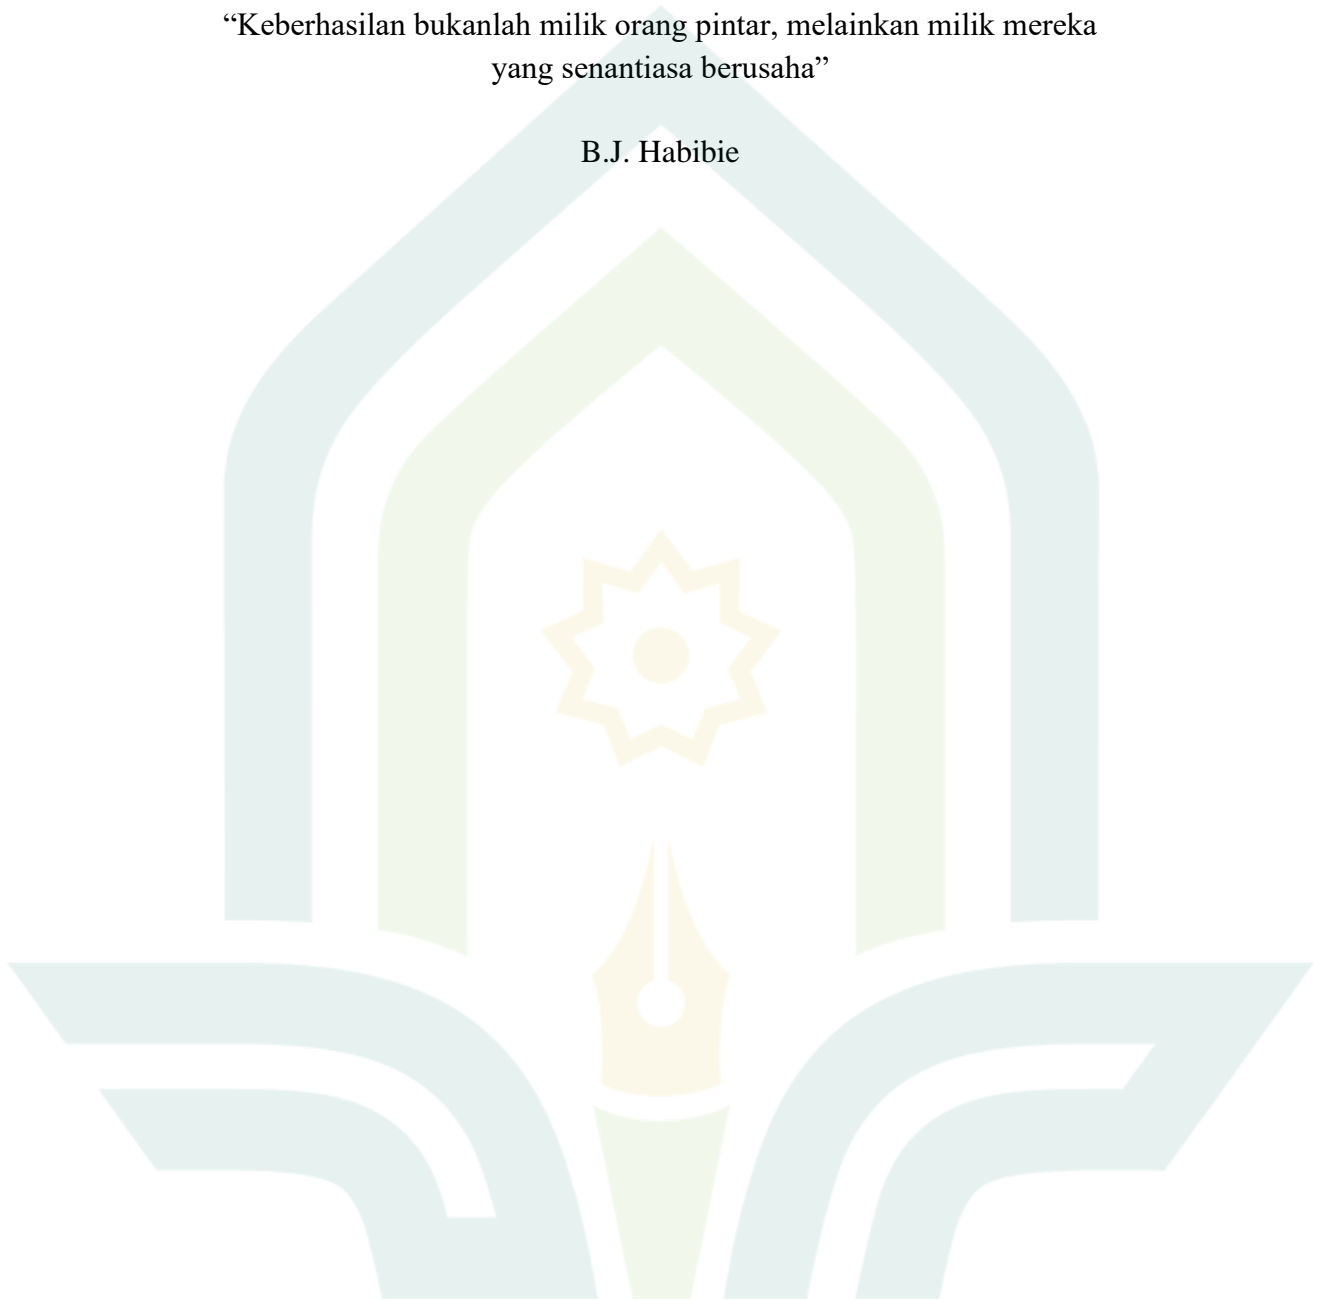 “Keberhasilan bukanlah milik orang pintar, melainkan milik mereka
yang senantiasa berusaha”
B.J. Habibie